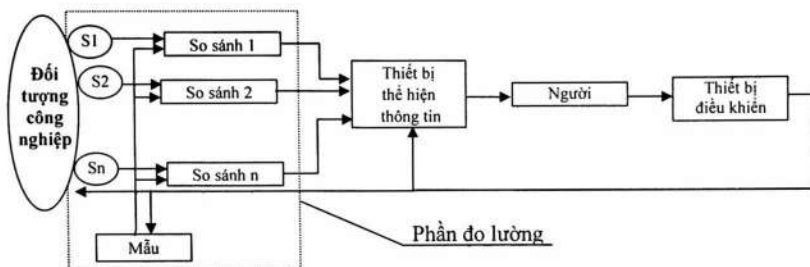 Đối
tượng
công
nghiệp
S1
S2
Sn
So sánh 1
So sánh 2
So sánh n
Mẫu
Thiết bị
thể hiện
thông tin
Người
Thiết bị
điều khiển
Phần đo lường